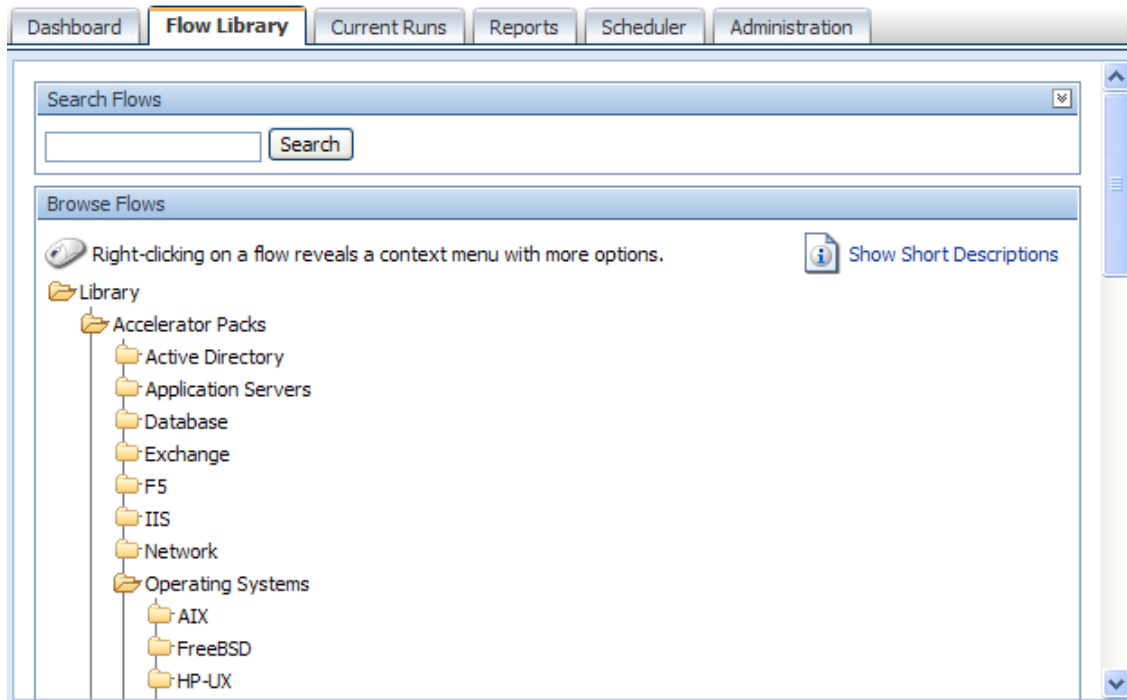 Dashboard Flow Library Current Runs Reports Scheduler Administration
Search Flows
Search
Browse Flows
Right-clicking on a flow reveals a context menu with more options. Show Short Descriptions
Library
Accelerator Packs
Active Directory
Application Servers
Database
Exchange
F5
IIS
Network
Operating Systems
AIX
FreeBSD
HP-UX